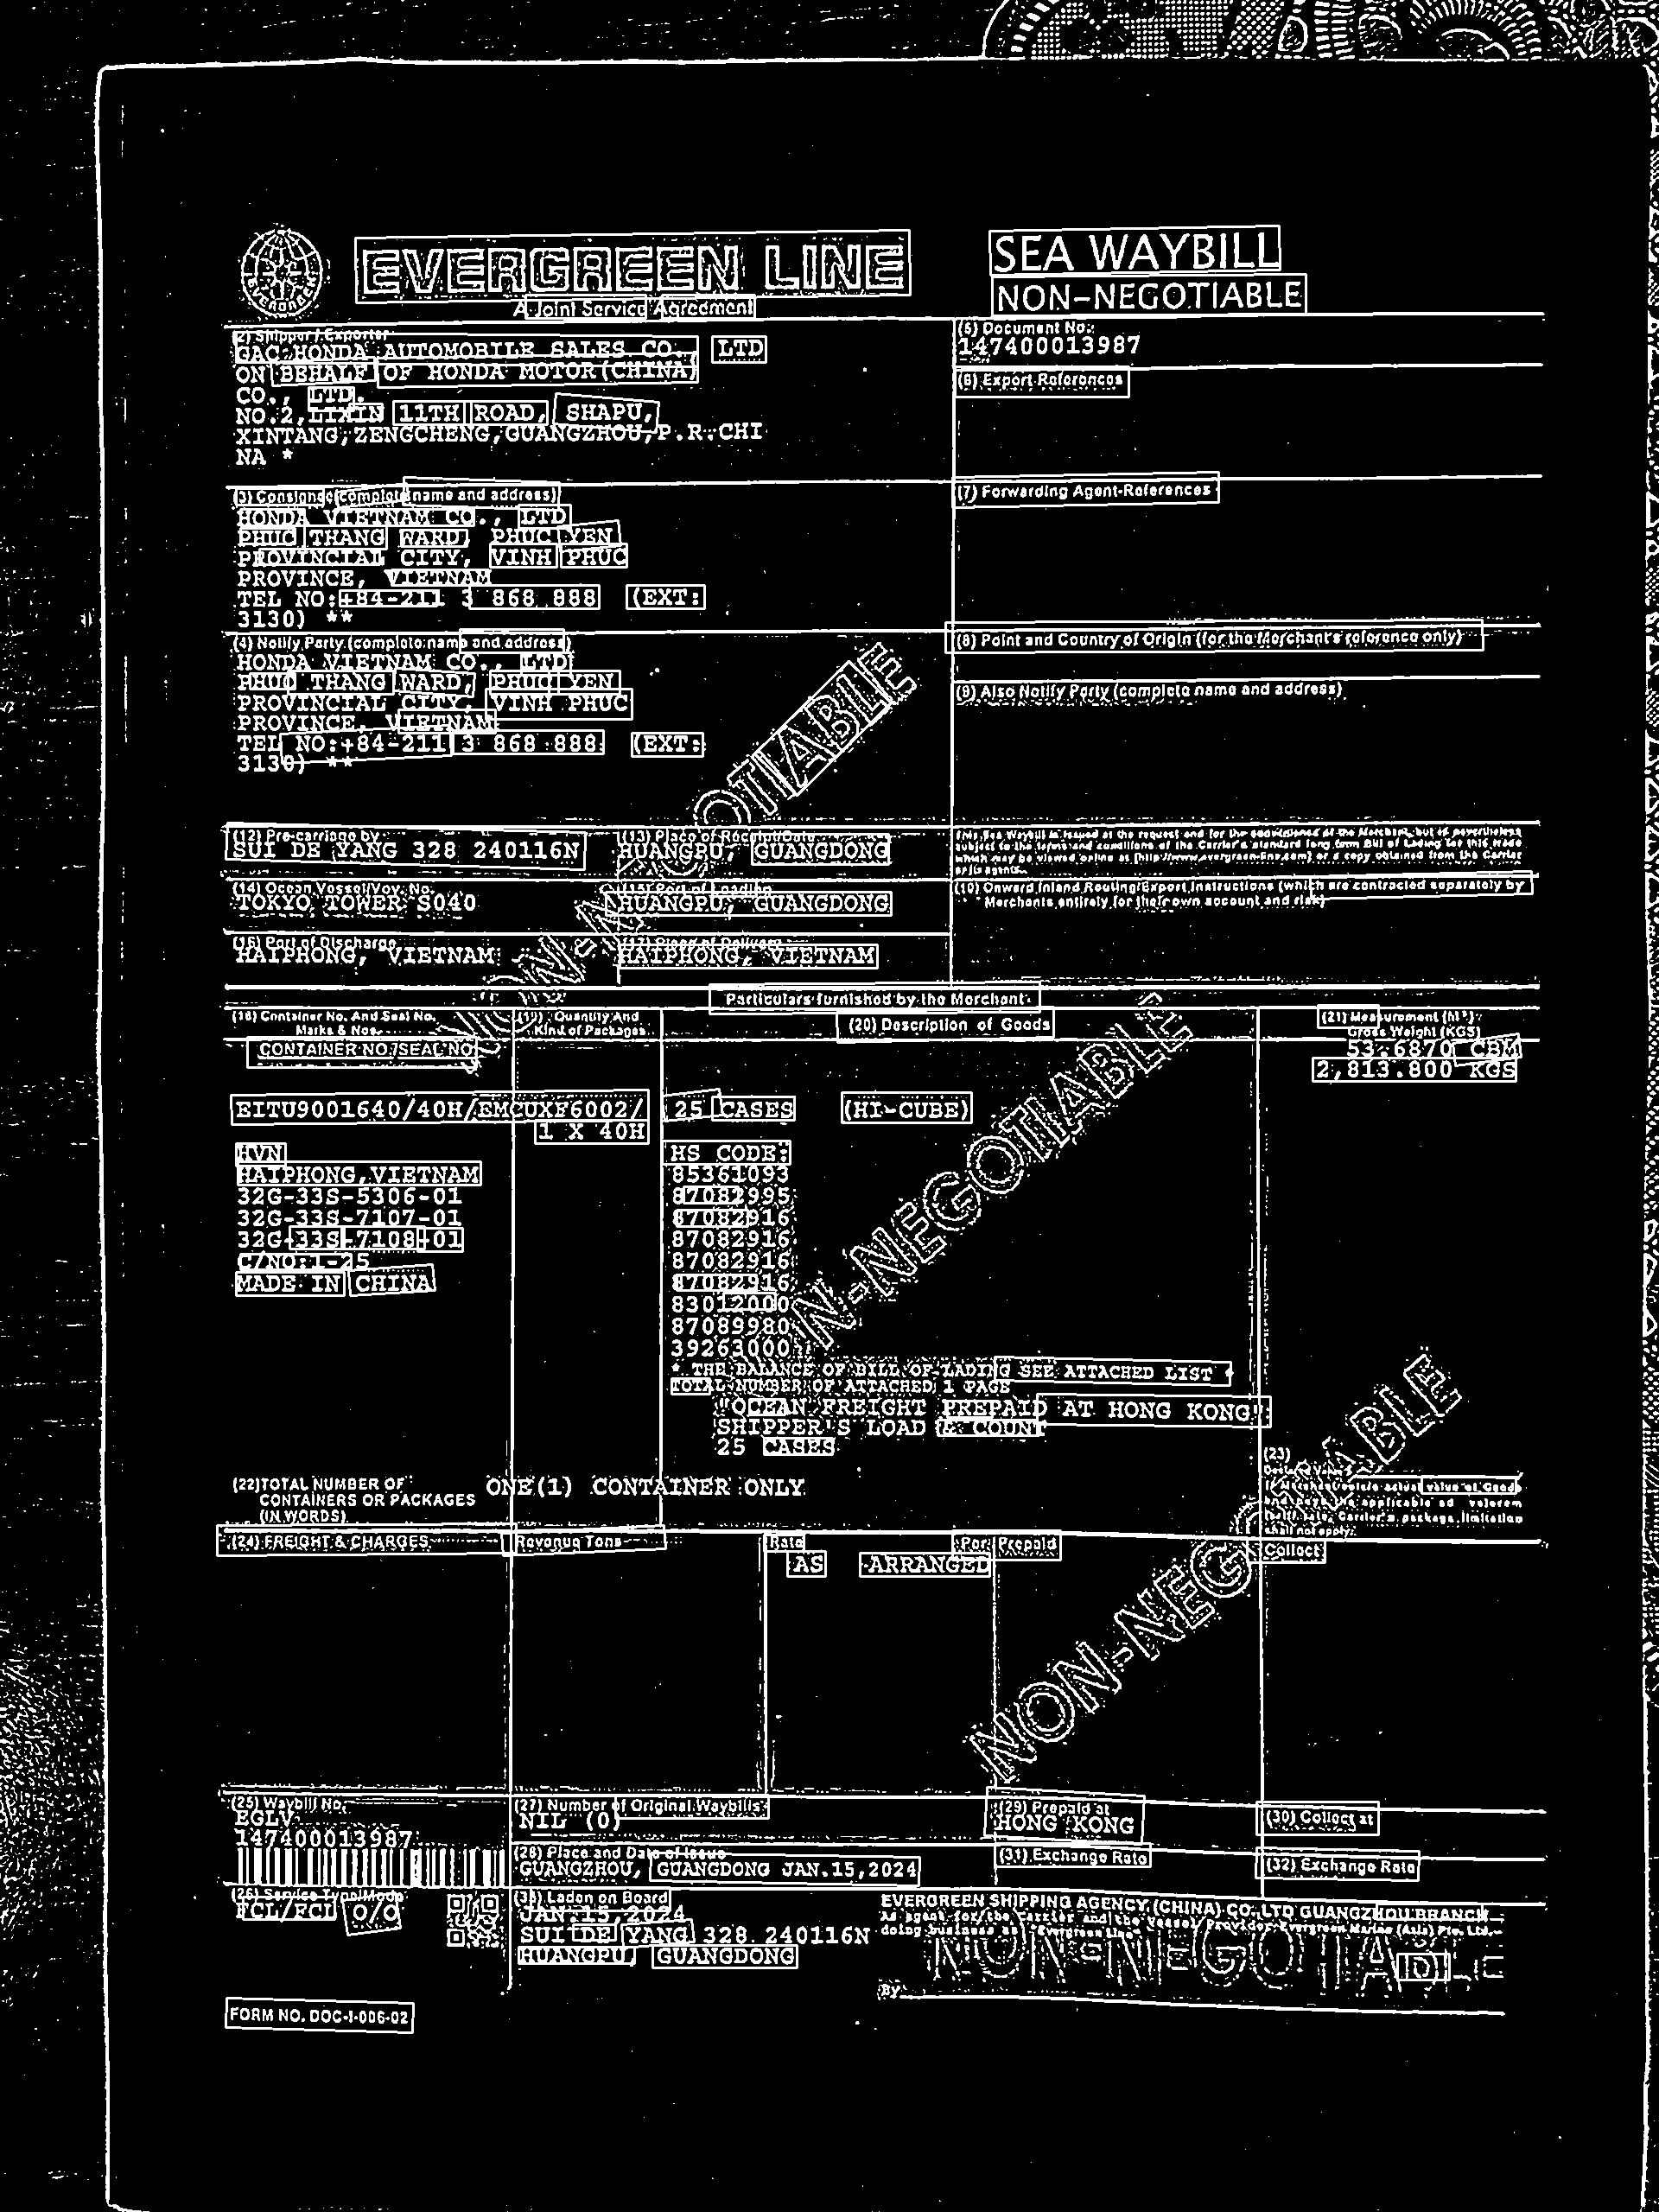 EVERGREEN
EVERGREEN LINE
A Joint Service Agreement
SEA WAYBILL
NON-NEGOTIABLE
(2) Shipper/Exporter
GAC HONDA AUTOMOBILE SALES CO., LTD
ON BEHALF OF HONDA MOTOR(CHINA)
CO., LTD.
NO.2,LIXIN 11TH ROAD, SHAPU,
XINTANG,ZENGCHENG,GUANGZHOU,P.R.CHI
NA *
(5) Document No.
147400013987
(6) Export References
(3) Consignee(complete name and address)
HONDA VIETNAM CO., LTD
PHUC THANG WARD, PHUC YEN
PROVINCIAL CITY, VINH PHUC
PROVINCE, VIETNAM
TEL NO:+84-211 3 868 888 (EXT:
3130) **
(7) Forwarding Agent-References
(4) Notify Party (complete name and address)
HONDA VIETNAM CO., LTD
PHUC THANG WARD, PHUC YEN
PROVINCIAL CITY, VINH PHUC
PROVINCE, VIETNAM
TEL NO:+84-211 3 868 888 (EXT:
3130) **
(8) Point and Country of Origin (for the Merchant's reference only)
(9) Also Notify Party (complete name and address)
(12) Pre-carriage by
SUI DE YANG 328 240116N
(13) Place of Receipt/Date
HUANGPU, GUANGDONG
This Sea Waybill is issued at the request and for the convenience of the Merchant, but is nevertheless
subject to the terms and conditions of the Carrier's standard long form Bill of Lading for this trade
which may be viewed online at [http://www.evergreen-line.com] or a copy obtained from the Carrier
or its agents.
(14) Ocean Vessel/Voy. No.
TOKYO TOWER S040
(15) Port of Loading
HUANGPU, GUANGDONG
(10) Onward Inland Routing/Export Instructions (which are contracted separately by
Merchants entirely for their own account and risk)
(16) Port of Discharge
HAIPHONG, VIETNAM
(17) Place of Delivery
HAIPHONG, VIETNAM
NON-NEGOTIABLE
Particulars furnished by the Merchant
(18) Container No. And Seal No.
Marks & Nos.
(19) Quantity And
Kind of Packages
(20) Description of Goods
(21) Measurement (M³)
Gross Weight (KGS)
CONTAINER NO./SEAL NO.
53.6870 CBM
2,813.800 KGS
EITU9001640/40H/EMCUXF6002/ 25 CASES (HI-CUBE)
1 X 40H
HVN
HAIPHONG,VIETNAM
32G-33S-5306-01
32G-33S-7107-01
32G-33S-7108-01
C/NO:1-25
MADE IN CHINA
HS CODE:
85361093
87082995
87082916
87082916
87082916
87082916
83012000
87089980
39263000
* THE BALANCE OF BILL OF LADING SEE ATTACHED LIST *
TOTAL NUMBER OF ATTACHED 1 PAGE
"OCEAN FREIGHT PREPAID AT HONG KONG"
SHIPPER'S LOAD & COUNT
25 CASES
NON-NEGOTIABLE
(22)TOTAL NUMBER OF
CONTAINERS OR PACKAGES
(IN WORDS)
ONE(1) CONTAINER ONLY
(23)
Declared Value
If Merchant enters actual value of Goods
and pays the applicable ad valorem
tariff rate, Carrier's package limitation
shall not apply.
(24) FREIGHT & CHARGES
Revenue Tons
Rate
Per
Prepaid
Collect
AS ARRANGED
NON-NEGOTIABLE
(25) Waybill No.
EGLV
147400013987
(27) Number of Original Waybills
NIL (0)
(29) Prepaid at
HONG KONG
(30) Collect at
(28) Place and Date of Issue
GUANGZHOU, GUANGDONG JAN.15,2024
(31) Exchange Rate
(32) Exchange Rate
(26) Service Type/Mode
FCL/FCL O/O
(33) Laden on Board
JAN.15,2024
SUI DE YANG 328 240116N
HUANGPU, GUANGDONG
EVERGREEN SHIPPING AGENCY (CHINA) CO.,LTD GUANGZHOU BRANCH
As agent for the Carrier and the Vessel Provider: Evergreen Marine (Asia) Pte. Ltd.
doing business as "Evergreen Line"
NON-NEGOTIABLE
By
FORM NO. DOC-I-006-02